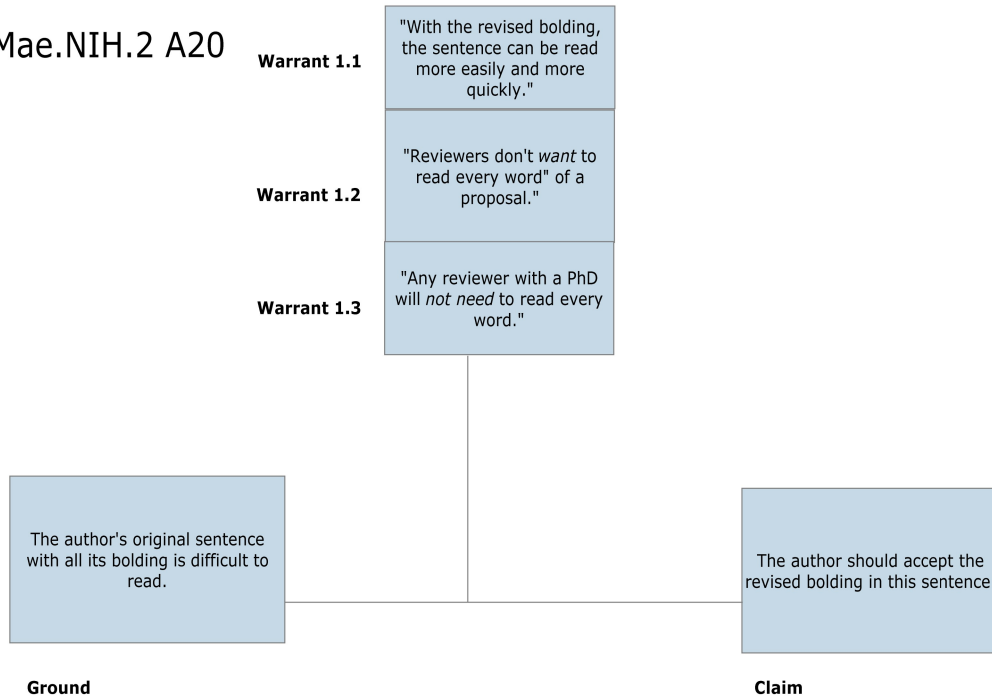 Mae.NIH.2 A20
Warrant 1.1
"With the revised bolding,
the sentence can be read
more easily and more
quickly."
Warrant 1.2
"Reviewers don't want to
read every word" of a
proposal."
Warrant 1.3
"Any reviewer with a PhD
will not need to read every
word."
The author's original sentence
with all its bolding is difficult to
read.
The author should accept the
revised bolding in this sentence
Ground
Claim